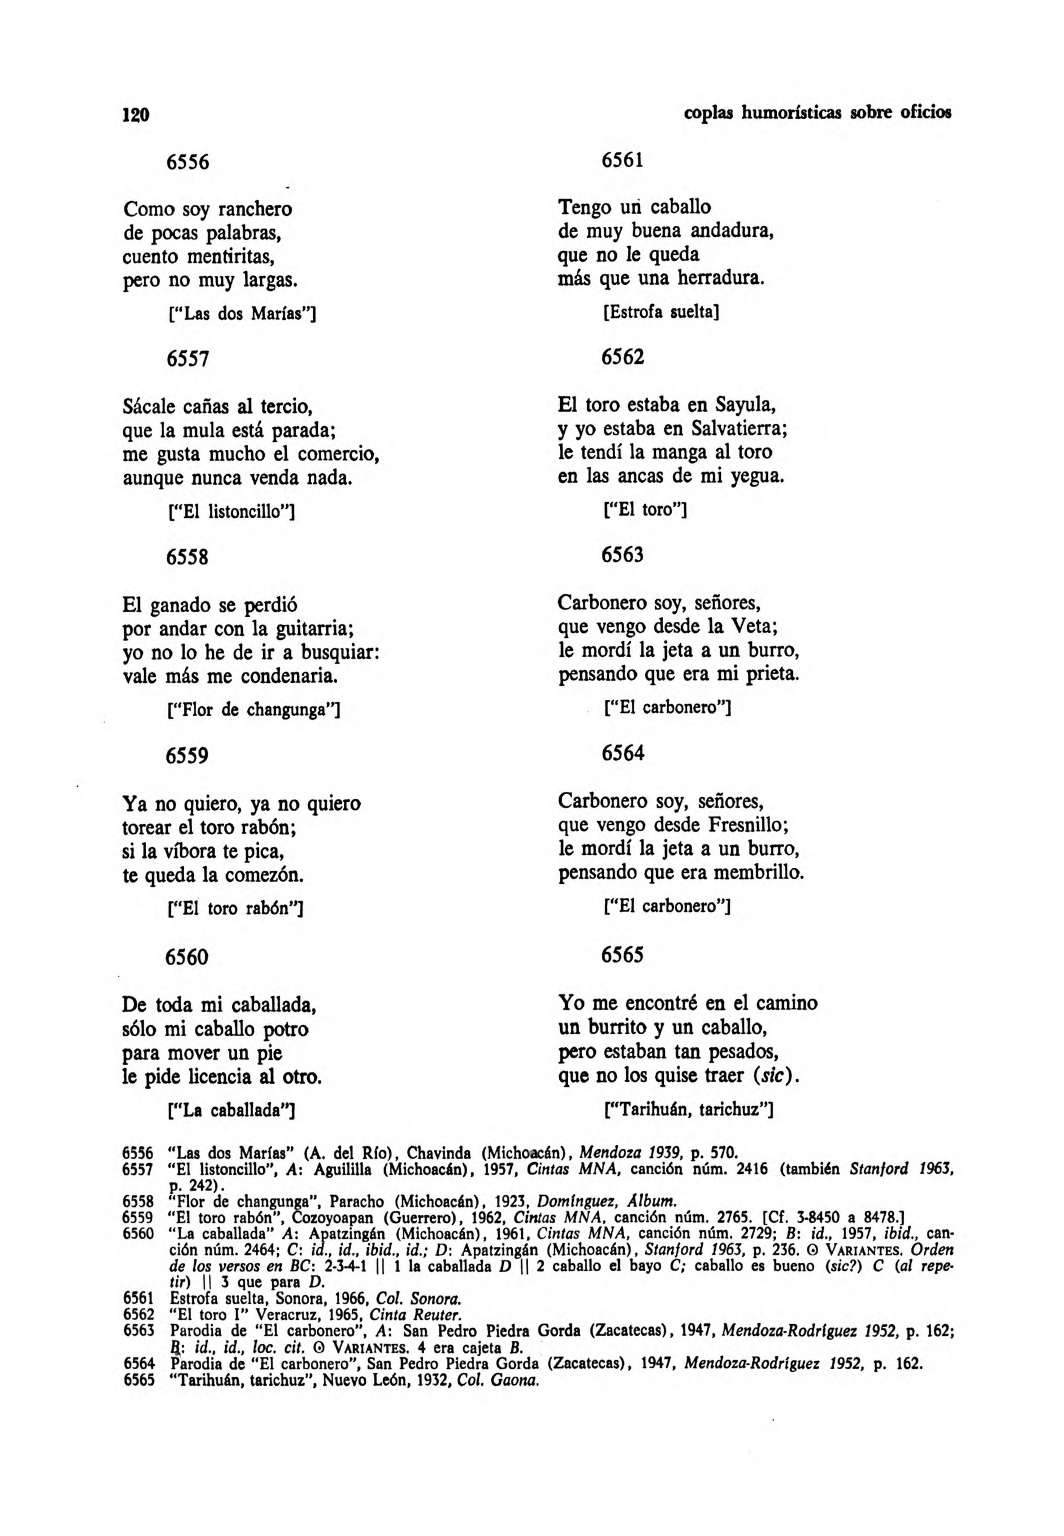 120
coplas humorísticas sobre oficios
6556
Como soy ranchero
de pocas palabras,
cuento mentiritas,
pero no muy largas.
["Las dos Marías"]
6557
Sácale cañas al tercio,
que la mula está parada;
me gusta mucho el comercio,
aunque nunca venda nada.
["El listoncillo"]
6558
El ganado se perdió
por andar con la guitarria;
yo no lo he de ir a busquiar:
vale más me condenaria.
["Flor de changunga"]
6559
Ya no quiero, ya no quiero
torear el toro rabón;
si la víbora te pica,
te queda la comezón.
["El toro rabón"]
6560
De toda mi caballada,
sólo mi caballo potro
para mover un pie
le pide licencia al otro.
["La caballada"]
6561
Tengo un caballo
de muy buena andadura,
que no le queda
más que una herradura.
[Estrofa suelta]
6562
El toro estaba en Sayula,
y yo estaba en Salvatierra;
le tendí la manga al toro
en las ancas de mi yegua.
["El toro"]
6563
Carbonero soy, señores,
que vengo desde la Veta;
le mordí la jeta a un burro,
pensando que era mi prieta.
["El carbonero"]
6564
Carbonero soy, señores,
que vengo desde Fresnillo;
le mordí la jeta a un burro,
pensando que era membrillo.
["El carbonero"]
6565
Yo me encontré en el camino
un burrito y un caballo,
pero estaban tan pesados,
que no los quise traer (sic).
["Tarihuán, tarichuz"]
6556 "Las dos Marías" (A. del Río), Chavinda (Michoacán), Mendoza 1939, p. 570.
6557 "El listoncillo", A: Aguililla (Michoacán), 1957, Cintas MNA, canción núm. 2416 (también Stanford 1963,
p. 242).
6558 "Flor de changunga", Paracho (Michoacán), 1923, Domínguez, Album.
6559 "El toro rabón", Cozoyoapan (Guerrero), 1962, Cintas MNA, canción núm. 2765. [Cf. 3-8450 a 8478.]
6560 "La caballada" A: Apatzingán (Michoacán), 1961, Cintas MNA, canción núm. 2729; B: id., 1957, ibid., can-
ción núm. 2464; C: id., id., ibid., id.; D: Apatzingán (Michoacán), Stanford 1963, p. 236. ʘ VARIANTES. Orden
de los versos en BC: 2-3-4-1 || 1 la caballada D || 2 caballo el bayo C; caballo es bueno (sic?) C (al repe-
tir) || 3 que para D.
6561 Estrofa suelta, Sonora, 1966, Col. Sonora.
6562 "El toro I" Veracruz, 1965, Cinta Reuter.
6563 Parodia de "El carbonero", A: San Pedro Piedra Gorda (Zacatecas), 1947, Mendoza-Rodríguez 1952, p. 162;
B: id., id., loc. cit. ʘ VARIANTES. 4 era cajeta B.
6564 Parodia de "El carbonero", San Pedro Piedra Gorda (Zacatecas), 1947, Mendoza-Rodríguez 1952, p. 162.
6565 "Tarihuán, tarichuz", Nuevo León, 1932, Col. Gaona.